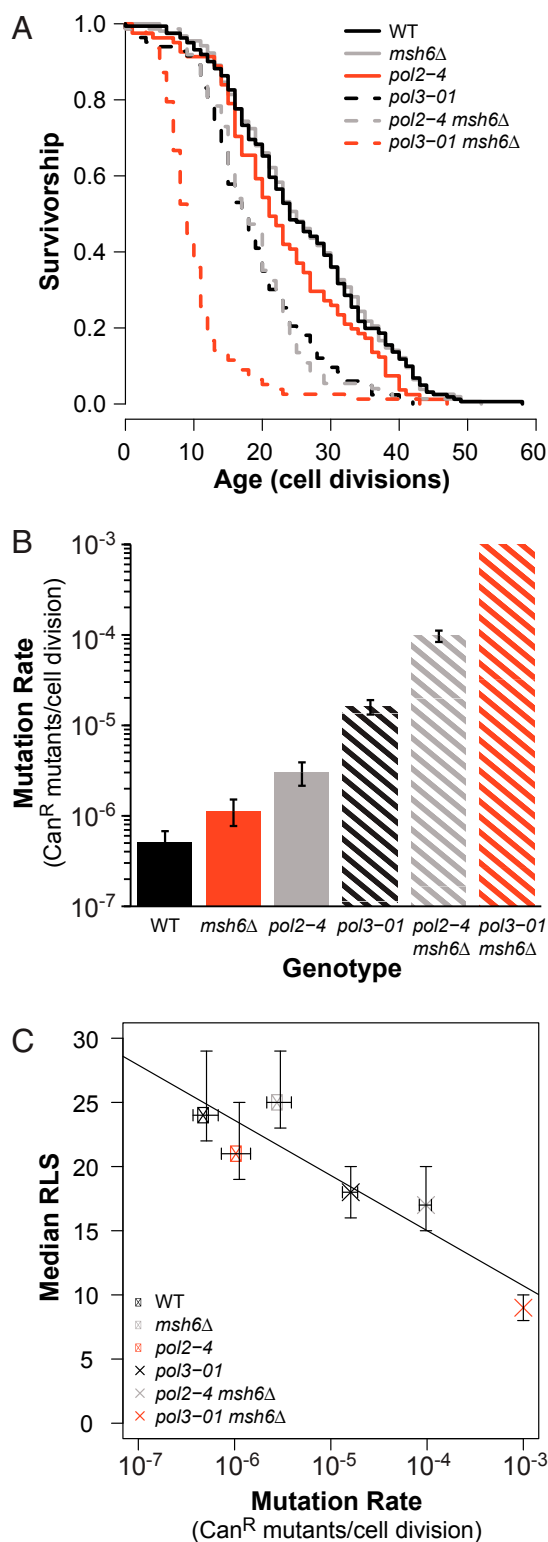 A
WT
msh6Δ
pol2−4
pol3−01
pol2−4 msh6Δ
pol3−01 msh6Δ
Survivorship
1.0
0.8
0.6
0.4
0.2
0.0
0 10 20 30 40 50 60
Age (cell divisions)
B
Mutation Rate
(CanR mutants/cell division)
10-3
10-4
10-5
10-6
10-7
WT msh6Δ pol2−4 pol3−01 pol2−4 pol3−01
msh6Δ msh6Δ
Genotype
C
Median RLS
30
25
20
15
10
5
0
WT
msh6Δ
pol2−4
pol3−01
pol2−4 msh6Δ
pol3−01 msh6Δ
10-7 10-6 10-5 10-4 10-3
Mutation Rate
(CanR mutants/cell division)